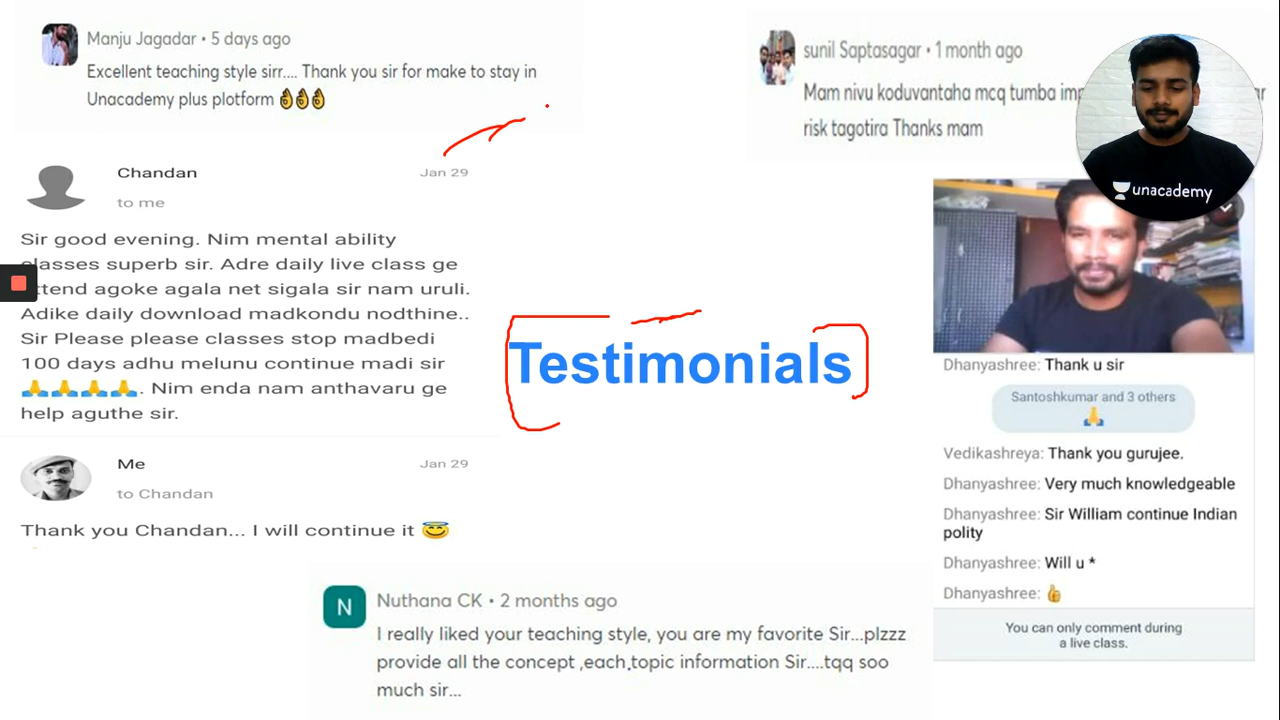 Manju Jagadar • 5 days ago
Excellent teaching style sirr.... Thank you sir for make to stay in
Unacademy plus plotform 👌👌👌
sunil Saptasagar • 1 month ago
Mam nivu koduvantaha mcq tumba
risk tagotira Thanks mam
unacademy
Chandan
Jan 29
to me
Sir good evening. Nim mental ability
classes superb sir. Adre daily live class ge
attend agoke agala net sigala sir nam uruli.
Adike daily download madkondu nodthine..
Sir Please please classes stop madbedi
100 days adhu melunu continue madi sir
🙏🙏🙏🙏. Nim enda nam anthavaru ge
help aguthe sir.
Me
Jan 29
to Chandan
Thank you Chandan... I will continue it 😇
Testimonials
Dhanyashree: Thank u sir
Santoshkumar and 3 others
🙏
Vedikashreya: Thank you gurujee.
Dhanyashree: Very much knowledgeable
Dhanyashree: Sir William continue Indian
polity
Dhanyashree: Will u *
Dhanyashree: 👍
You can only comment during
a live class.
N
Nuthana CK • 2 months ago
I really liked your teaching style, you are my favorite Sir...plzzz
provide all the concept ,each,topic information Sir....tqq soo
much sir...